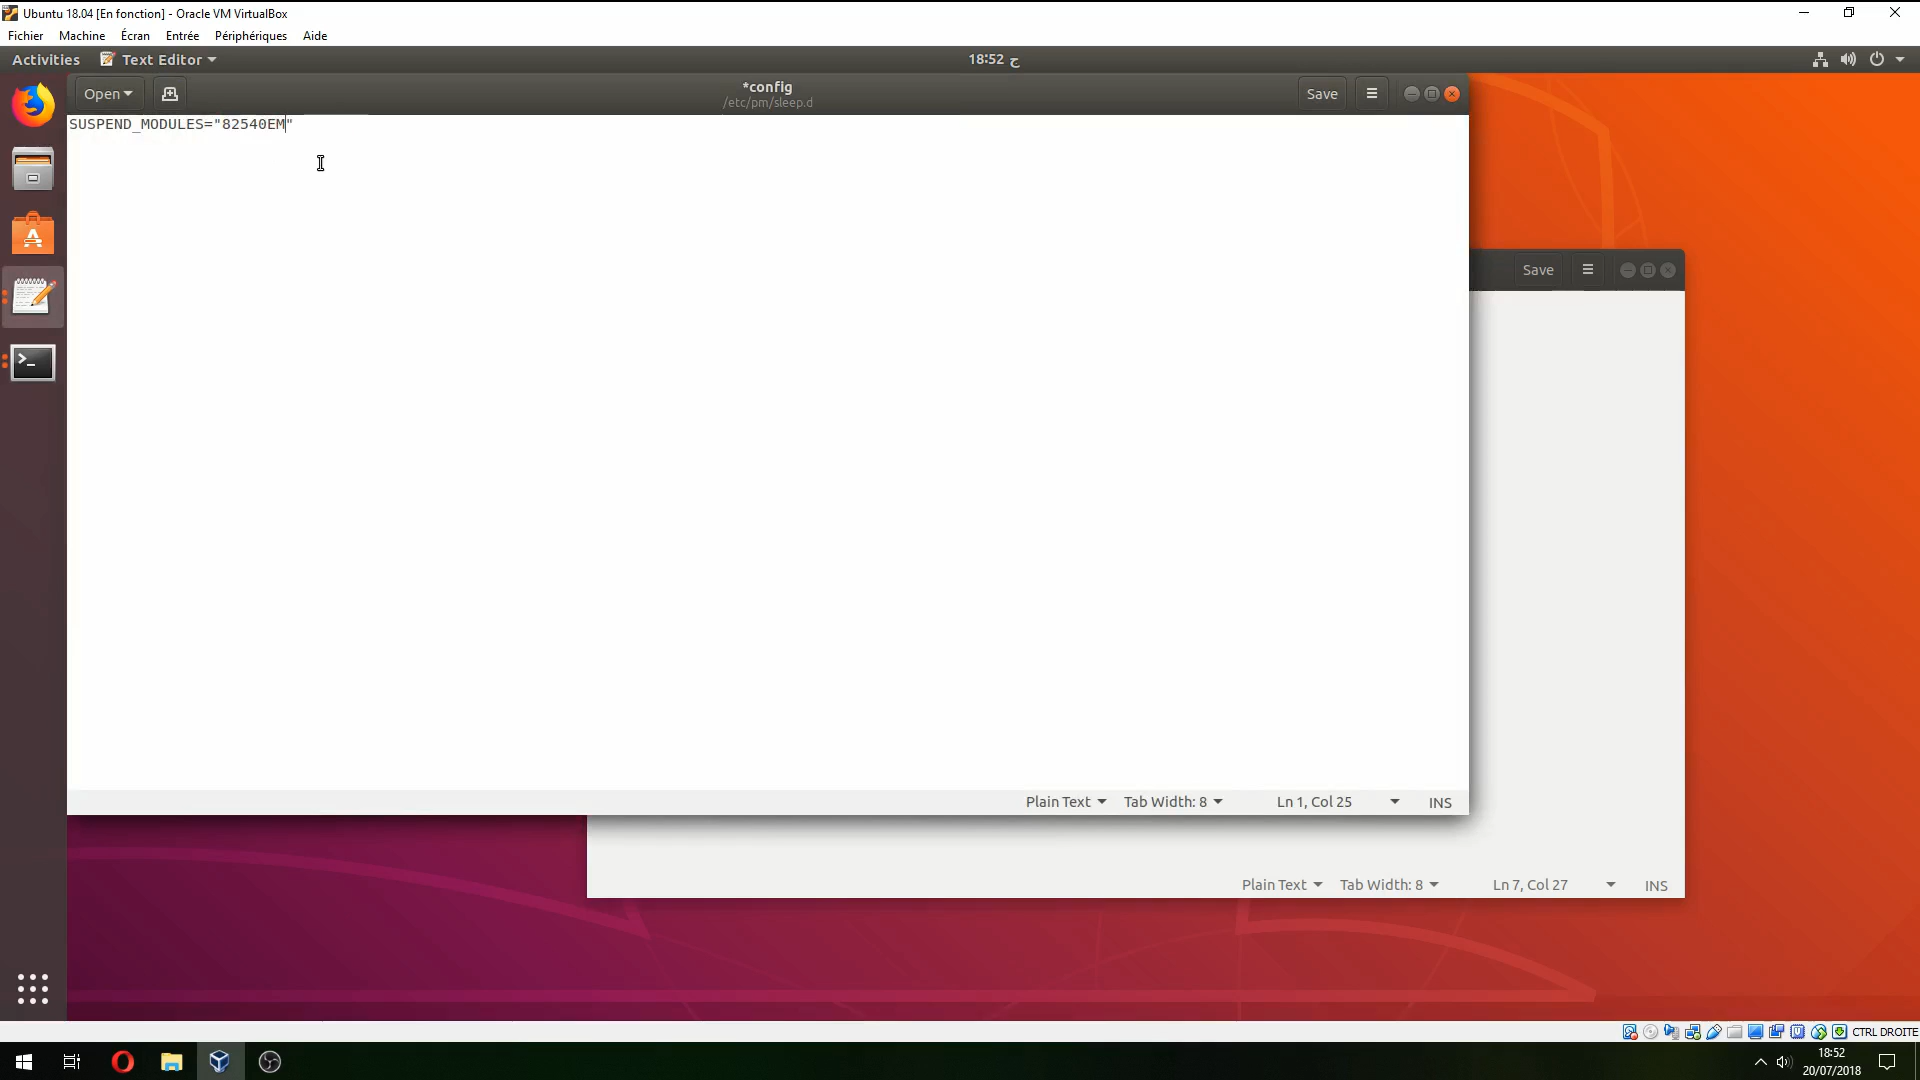 Ubuntu 18.04 [En fonction] - Oracle VM VirtualBox
Fichier Machine Écran Entrée Périphériques Aide
Activities Text Editor 18:52 ح
Open *config Save
/etc/pm/sleep.d
SUSPEND_MODULES="82540EM"
Save
Plain Text Tab Width: 8 Ln 1, Col 25 INS
Plain Text Tab Width: 8 Ln 7, Col 27 INS
CTRL DROITE
18:52
20/07/2018